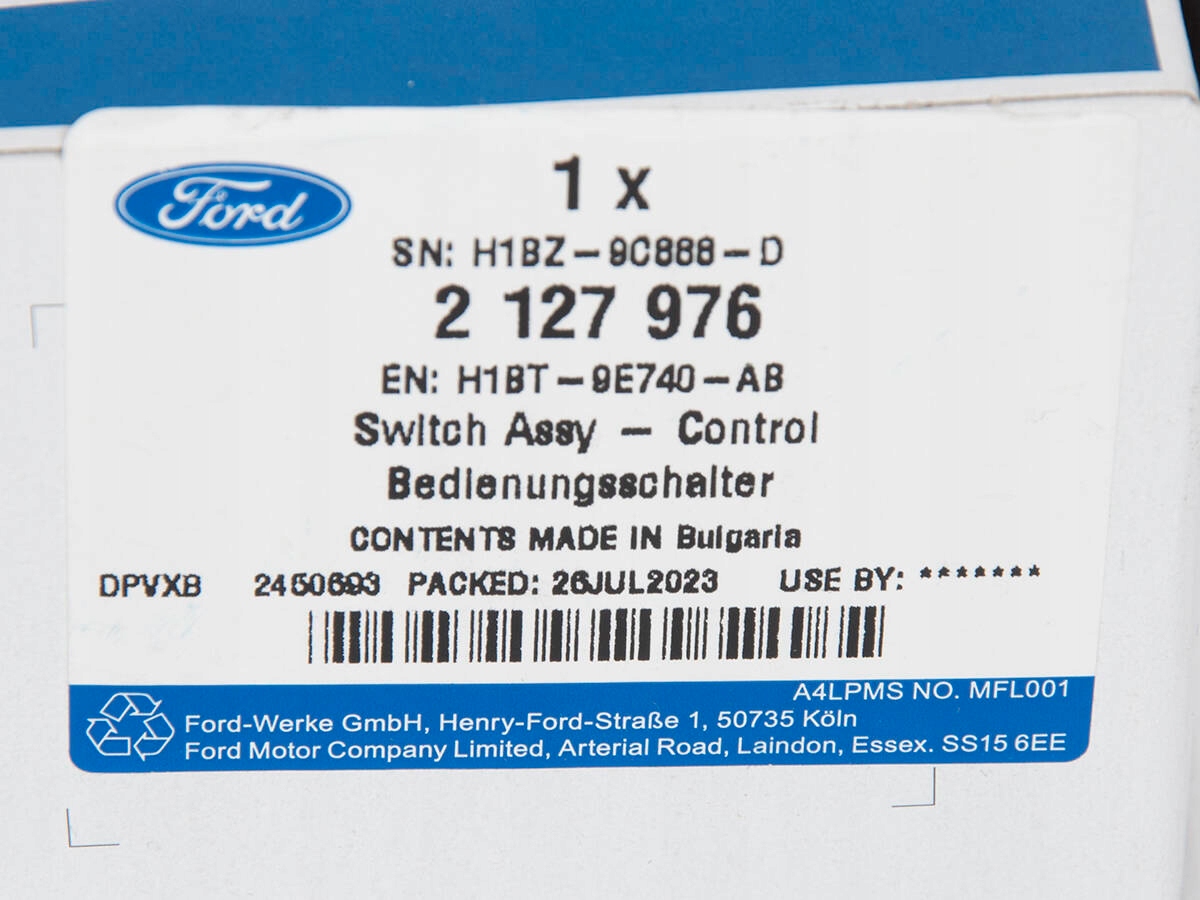 Ford
1 x
SN: H1BZ-9C888-D
2 127 976
EN: H1BT-9E740-AB
Switch Assy - Control
Bedienungsschalter
CONTENTS MADE IN Bulgaria
DPVXB PACKED: 26JUL2023 USE BY: *******
A4LPMS NO. MFL001
Ford-Werke GmbH, Henry-Ford-Straße 1, 50735 Köln
Ford Motor Company Limited, Arterial Road, Laindon, Essex. SS15 6EE